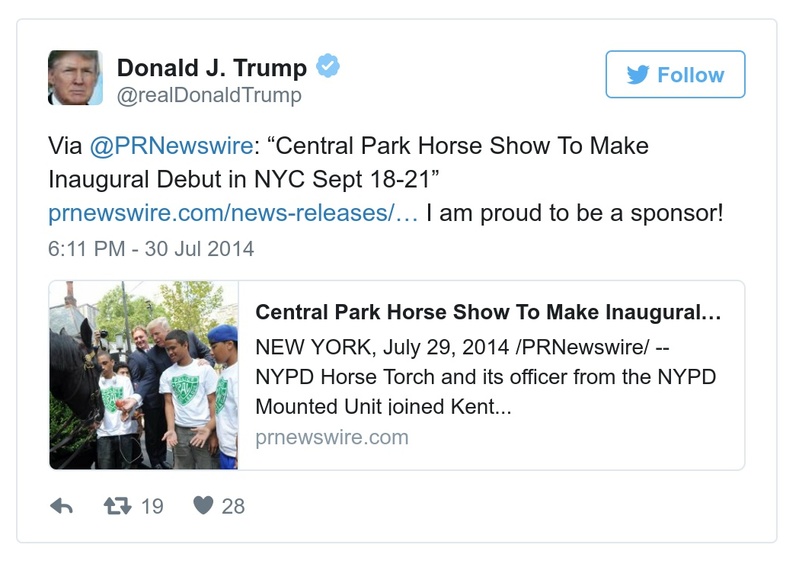 Donald J. Trump
@realDonaldTrump
Follow
Via @PRNewswire: “Central Park Horse Show To Make
Inaugural Debut in NYC Sept 18-21”
prnewswire.com/news-releases/… I am proud to be a sponsor!
6:11 PM - 30 Jul 2014
Central Park Horse Show To Make Inaugural…
NEW YORK, July 29, 2014 /PRNewswire/ --
NYPD Horse Torch and its officer from the NYPD
Mounted Unit joined Kent...
prnewswire.com
19
28